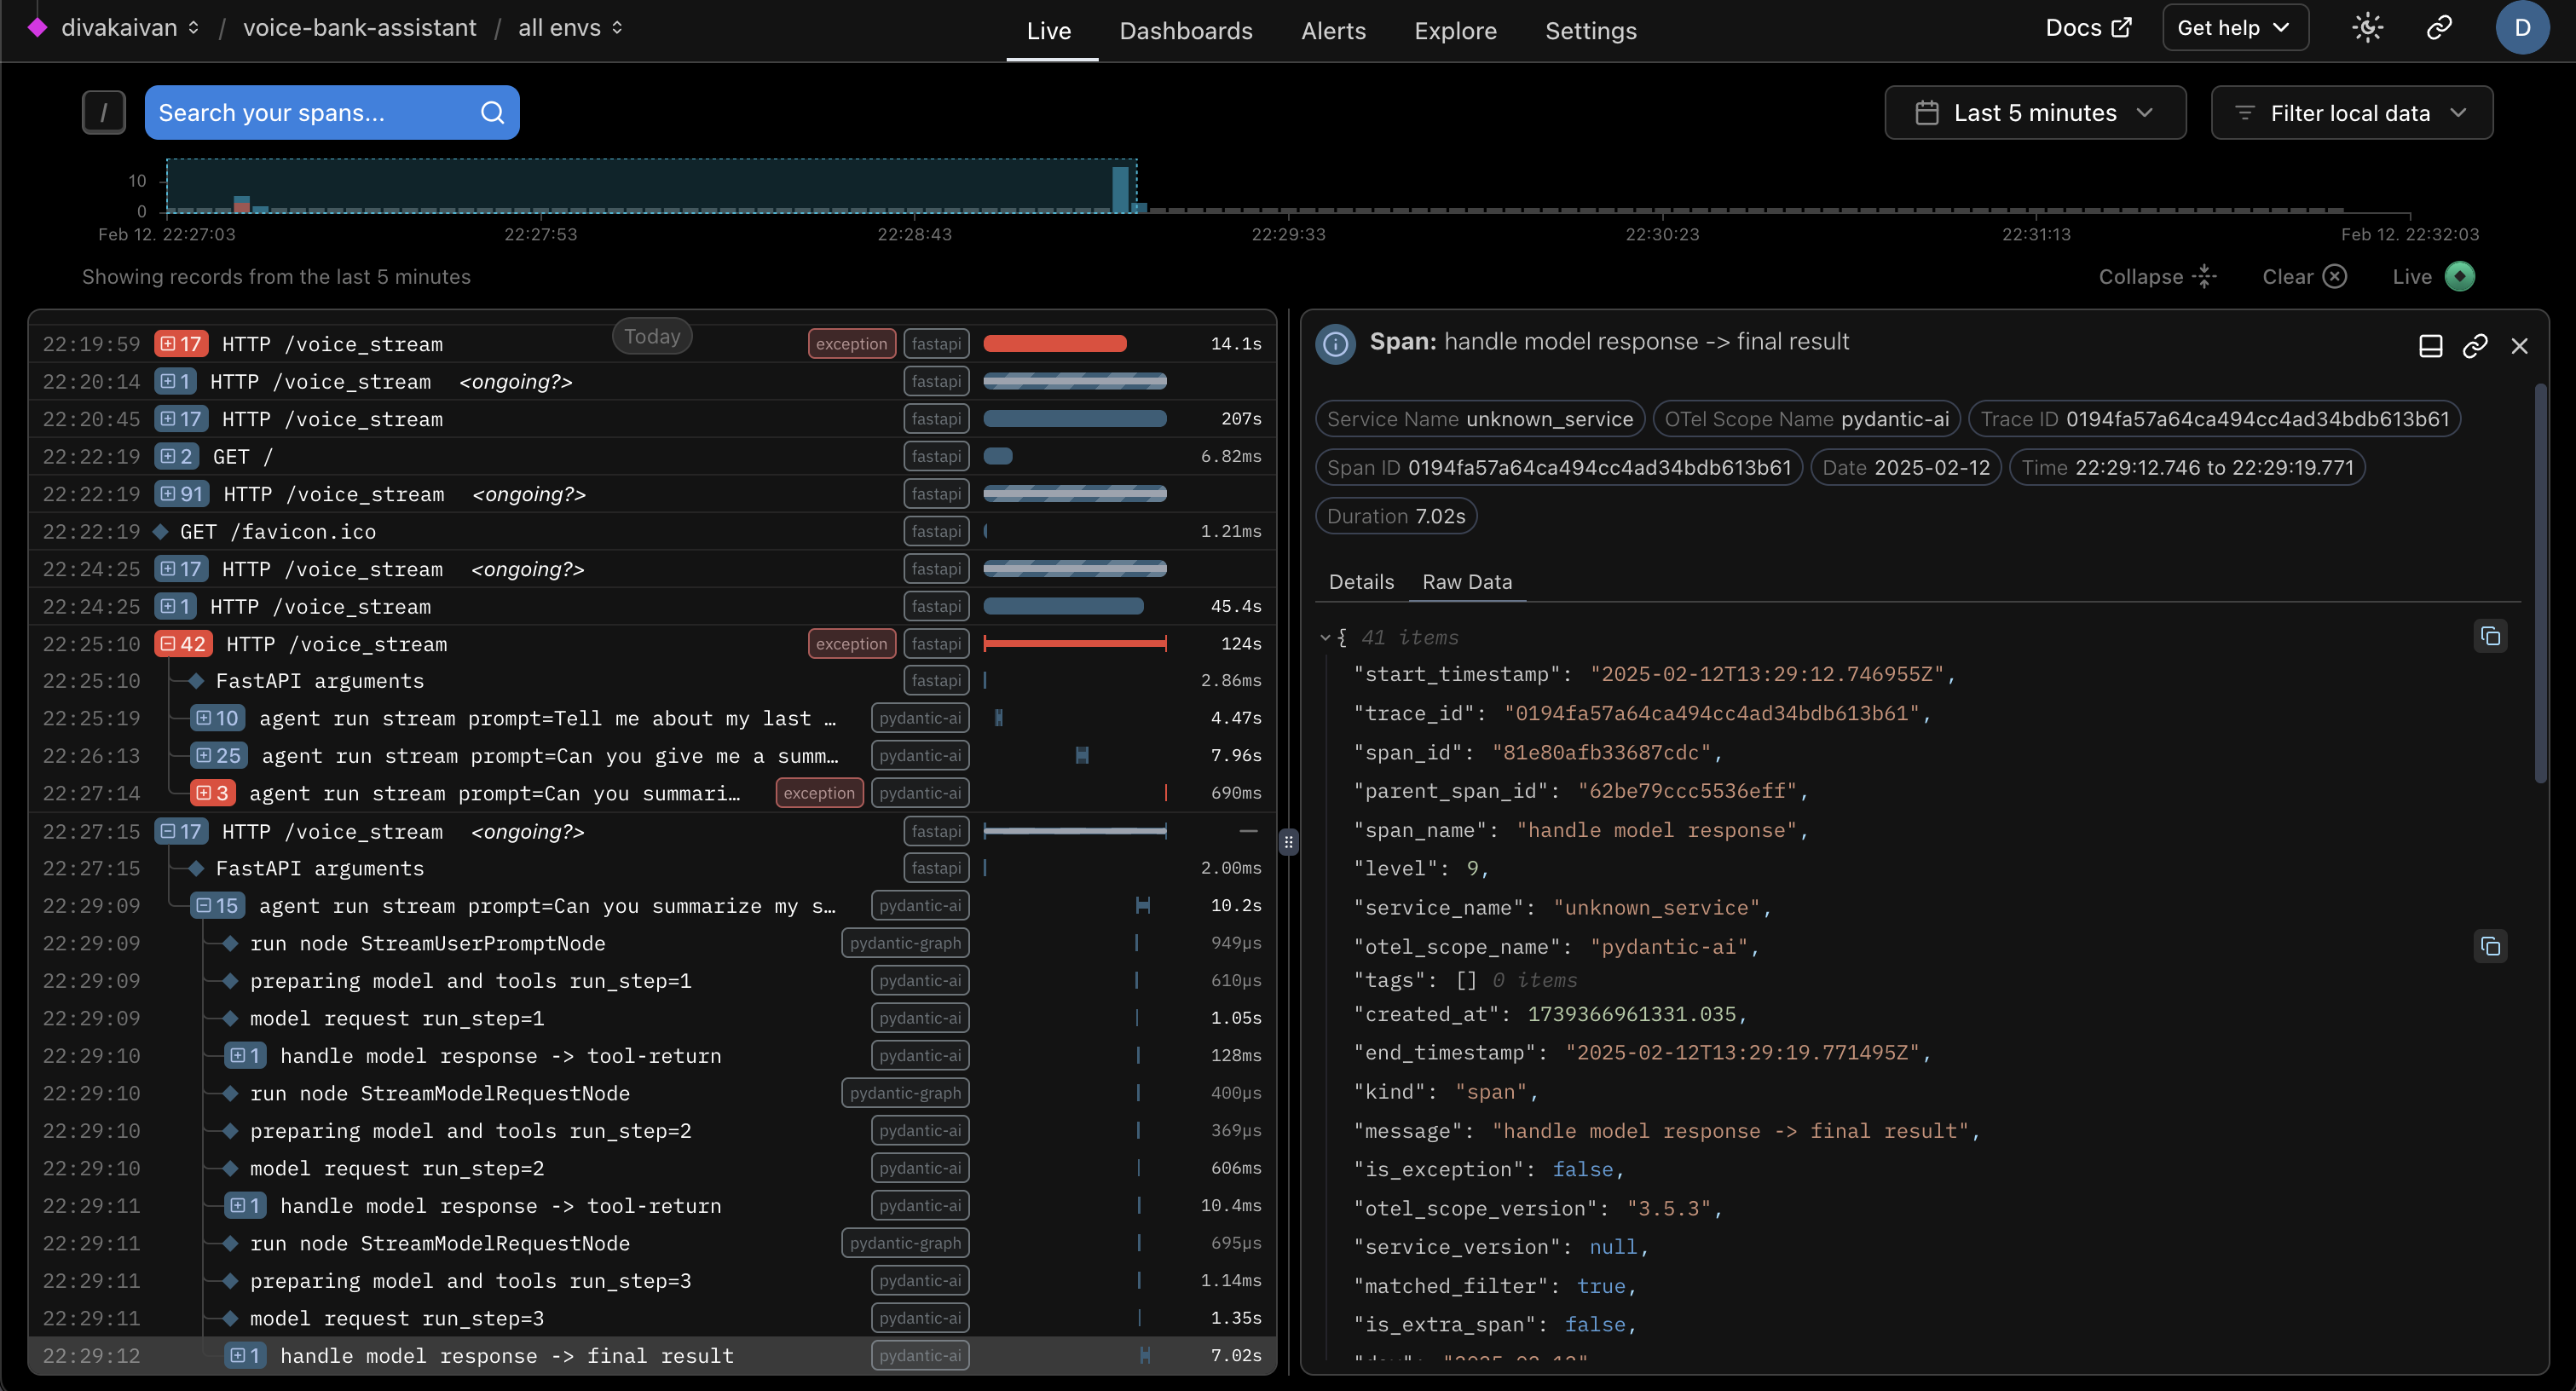 divakaivan / voice-bank-assistant / all envs
Live Dashboards Alerts Explore Settings
Docs Get help D
/ Search your spans... Last 5 minutes Filter local data
10
0
Feb 12, 22:27:03 22:27:53 22:28:43 22:29:33 22:30:23 22:31:13 Feb 12, 22:32:03
Showing records from the last 5 minutes Collapse Clear Live
Today
22:19:59 17 HTTP /voice_stream exception fastapi 14.1s
22:20:14 1 HTTP /voice_stream <ongoing?> fastapi
22:20:45 17 HTTP /voice_stream fastapi 207s
22:22:19 2 GET / fastapi 6.82ms
22:22:19 91 HTTP /voice_stream <ongoing?> fastapi
22:22:19 GET /favicon.ico fastapi 1.21ms
22:24:25 17 HTTP /voice_stream <ongoing?> fastapi
22:24:25 1 HTTP /voice_stream fastapi 45.4s
22:25:10 42 HTTP /voice_stream exception fastapi 124s
22:25:10 FastAPI arguments fastapi 2.86ms
22:25:19 10 agent run stream prompt=Tell me about my last … pydantic-ai 4.47s
22:26:13 25 agent run stream prompt=Can you give me a summ… pydantic-ai 7.96s
22:27:14 3 agent run stream prompt=Can you summari… exception pydantic-ai 690ms
22:27:15 17 HTTP /voice_stream <ongoing?> fastapi —
22:27:15 FastAPI arguments fastapi 2.00ms
22:29:09 15 agent run stream prompt=Can you summarize my s… pydantic-ai 10.2s
22:29:09 run node StreamUserPromptNode pydantic-graph 949µs
22:29:09 preparing model and tools run_step=1 pydantic-ai 610µs
22:29:09 model request run_step=1 pydantic-ai 1.05s
22:29:10 1 handle model response -> tool-return pydantic-ai 128ms
22:29:10 run node StreamModelRequestNode pydantic-graph 400µs
22:29:10 preparing model and tools run_step=2 pydantic-ai 369µs
22:29:10 model request run_step=2 pydantic-ai 606ms
22:29:11 1 handle model response -> tool-return pydantic-ai 10.4ms
22:29:11 run node StreamModelRequestNode pydantic-graph 695µs
22:29:11 preparing model and tools run_step=3 pydantic-ai 1.14ms
22:29:11 model request run_step=3 pydantic-ai 1.35s
22:29:12 1 handle model response -> final result pydantic-ai 7.02s
Span: handle model response -> final result
Service Name unknown_service OTel Scope Name pydantic-ai Trace ID 0194fa57a64ca494cc4ad34bdb613b61
Span ID 0194fa57a64ca494cc4ad34bdb613b61 Date 2025-02-12 Time 22:29:12.746 to 22:29:19.771
Duration 7.02s
Details Raw Data
{ 41 items
"start_timestamp": "2025-02-12T13:29:12.746955Z",
"trace_id": "0194fa57a64ca494cc4ad34bdb613b61",
"span_id": "81e80afb33687cdc",
"parent_span_id": "62be79ccc5536eff",
"span_name": "handle model response",
"level": 9,
"service_name": "unknown_service",
"otel_scope_name": "pydantic-ai",
"tags": [] 0 items
"created_at": 1739366961331.035,
"end_timestamp": "2025-02-12T13:29:19.771495Z",
"kind": "span",
"message": "handle model response -> final result",
"is_exception": false,
"otel_scope_version": "3.5.3",
"service_version": null,
"matched_filter": true,
"is_extra_span": false,